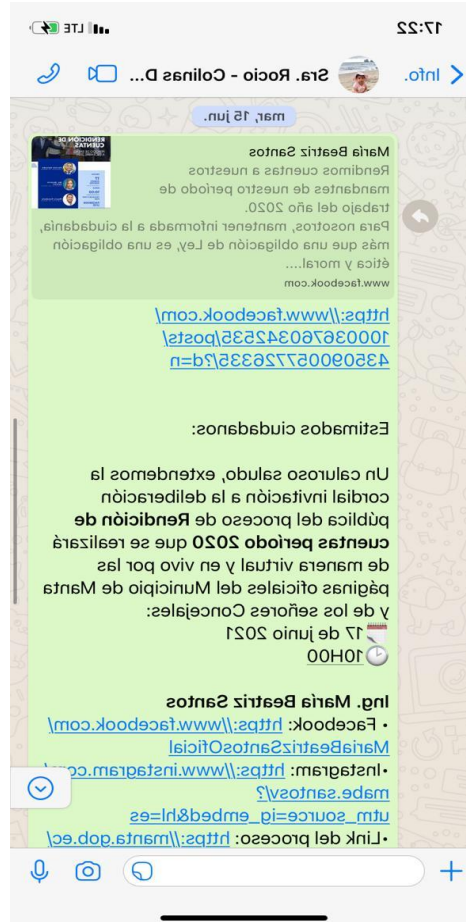 17:22
LTE
Info.
Sra. Rocio - Colinas D...
mar, 15 jun.
María Beatriz Santos
Rendimos cuentas a nuestros
mandantes de nuestro período de
trabajo del año 2020.
Para nosotros, mantener informada a la ciudadanía,
más que una obligación de Ley, es una obligación
ética y moral....
www.facebook.com
RENDICIÓN DE
CUENTAS
https://www.facebook.com/
100036760342535/posts/
435090057726335/?d=n
Estimados ciudadanos:
Un caluroso saludo, extendemos la
cordial invitación a la deliberación
pública del proceso de Rendición de
cuentas período 2020 que se realizará
de manera virtual y en vivo por las
páginas oficiales del Municipio de Manta
y de los señores Concejales:
17 de junio 2021
10H00
Ing. María Beatriz Santos
• Facebook: https://www.facebook.com/
MariaBeatrizSantosOficial
•Instagram: https://www.instagram.com/
mabe.santosv/?
utm_source=ig_embed&hl=es
•Link del proceso: https://manta.gob.ec/